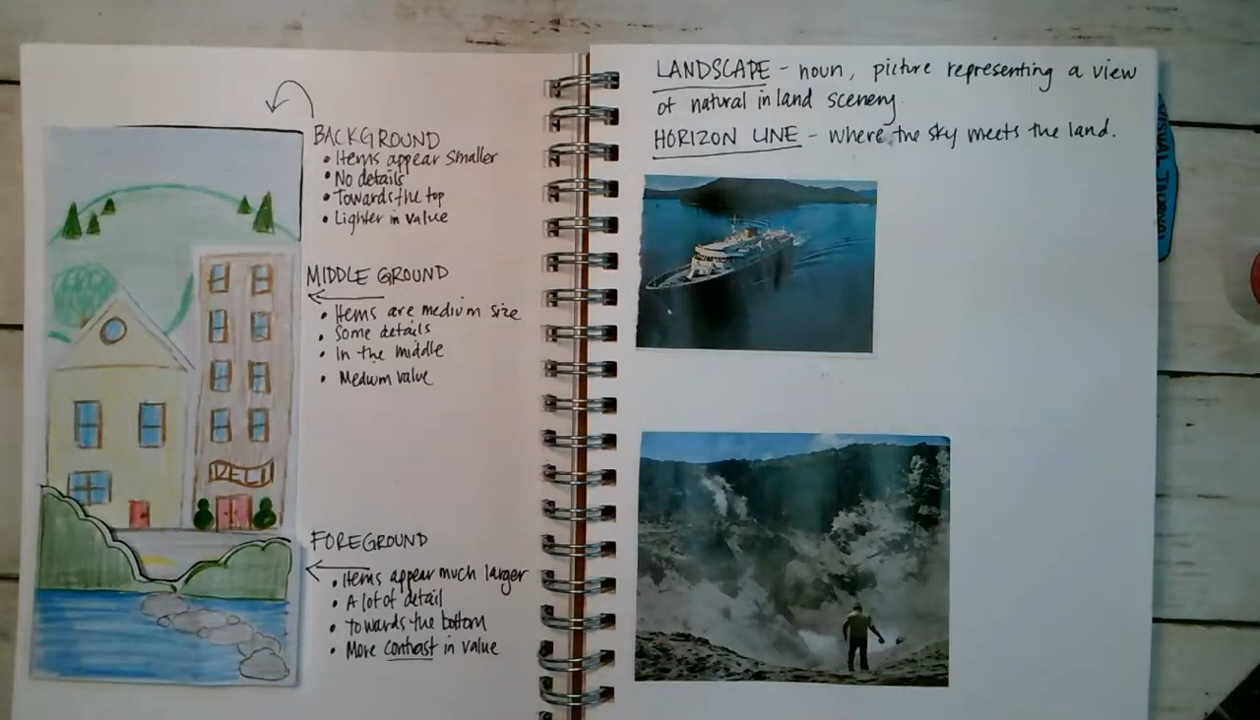 BACKGROUND
• Items appear smaller
• No details
• Towards the top
• Lighter in value
MIDDLE GROUND
• Items are medium size
• Some details
• In the middle
• Medium value
DELI
FOREGROUND
• Items appear much larger
• A lot of detail
• Towards the bottom
• More contrast in value
LANDSCAPE - noun, picture representing a view
of natural inland scenery
HORIZON LINE - where the sky meets the land.
VISUAL JOURNAL